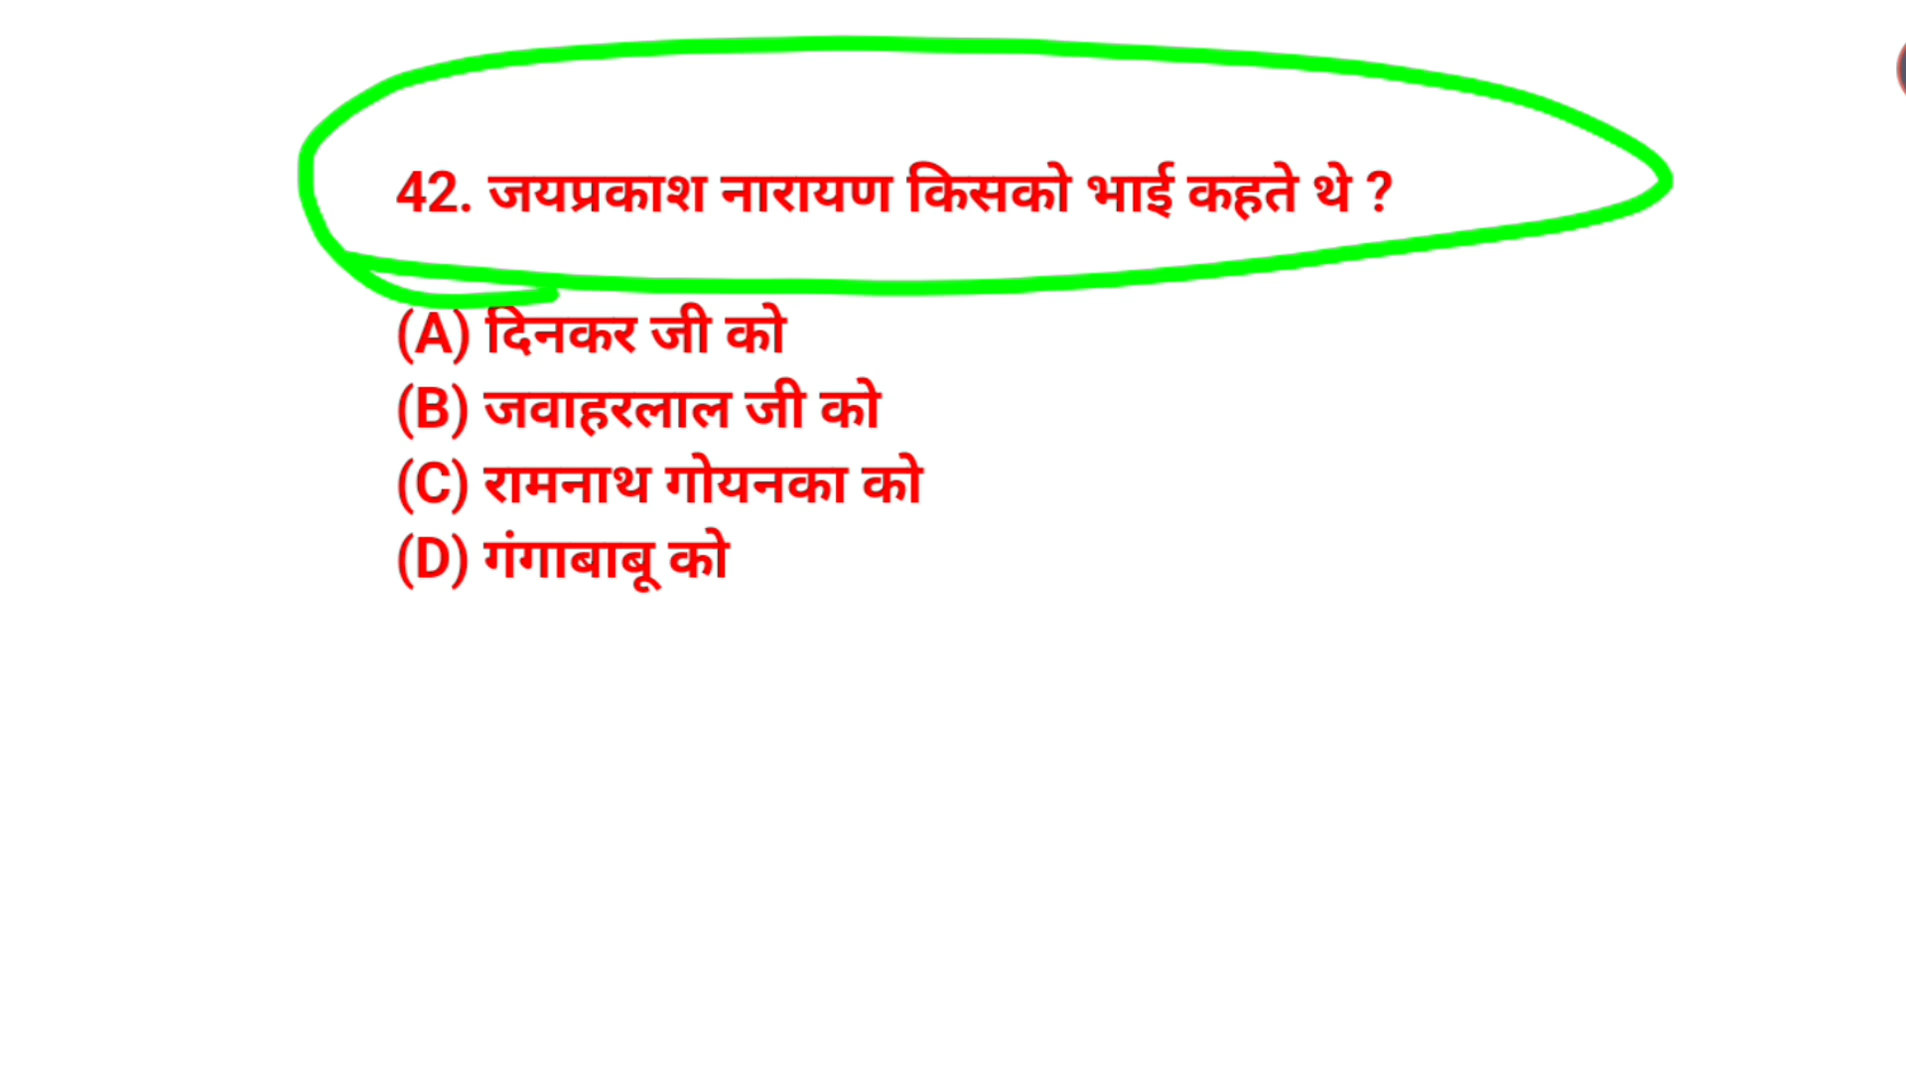 42. जयप्रकाश नारायण किसको भाई कहते थे ?
(A) दिनकर जी को
(B) जवाहरलाल जी को
(C) रामनाथ गोयनका को
(D) गंगाबाबू को